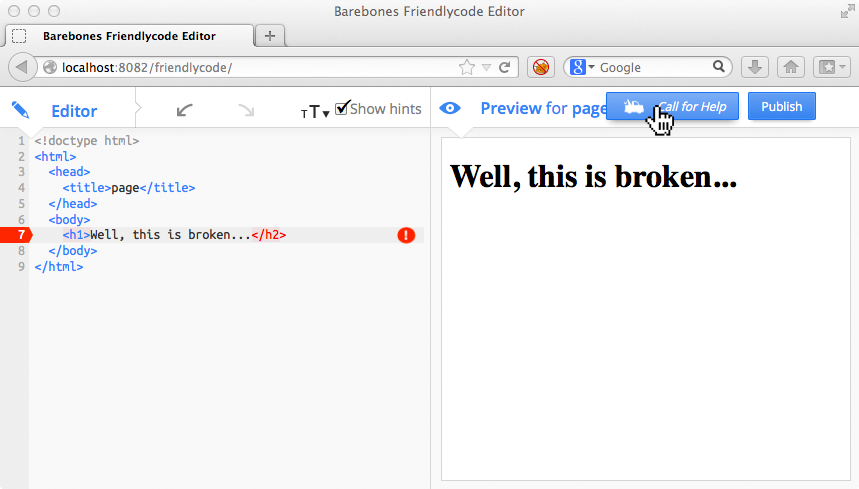 Barebones Friendlycode Editor
Barebones Friendlycode Editor
localhost:8082/friendlycode/
Google
Editor
TT
Show hints
Preview for page
Call for Help
Publish
1 <!doctype html>
2 <html>
3 <head>
4 <title>page</title>
5 </head>
6 <body>
7 <h1>Well, this is broken...</h2>
8 </body>
9 </html>
Well, this is broken...